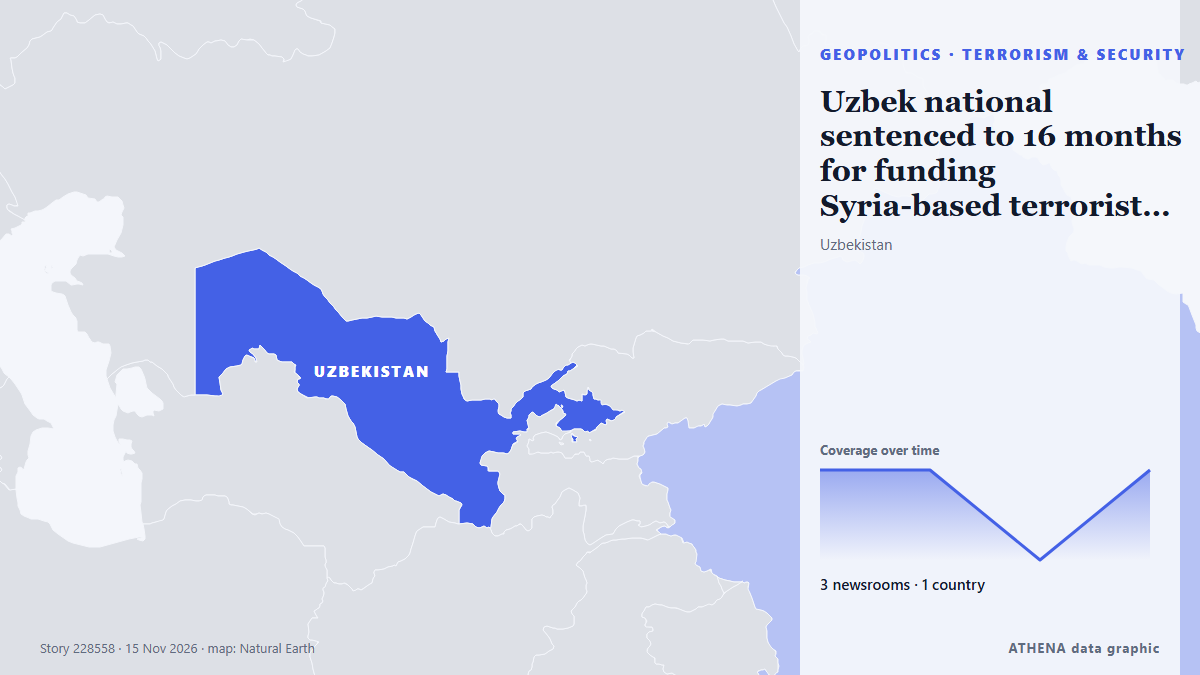 GEOPOLITICS · TERRORISM & SECURITY
Uzbek national
sentenced to 16 months
for funding
Syria-based terrorist…
Uzbekistan
UZBEKISTAN
Coverage over time
3 newsrooms · 1 country
Story 228558 · 15 Nov 2026 · map: Natural Earth
ATHENA data graphic